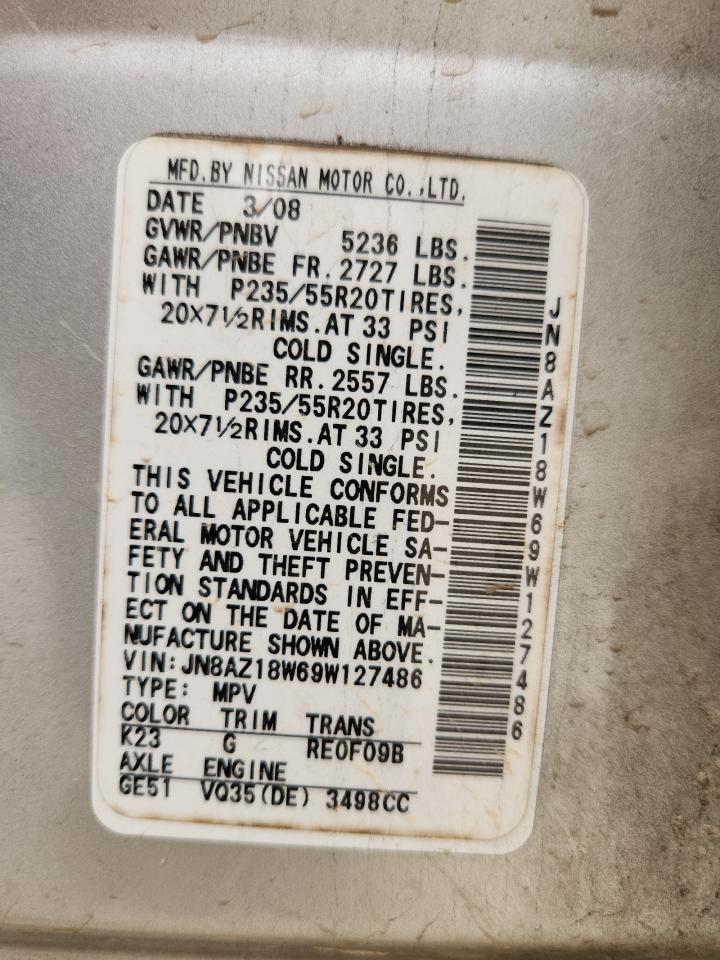 MFD.BY NISSAN MOTOR CO.,LTD.
DATE 3/08
GVWR/PNBV 5236 LBS.
GAWR/PNBE FR.2727 LBS.
WITH P235/55R20TIRES,
20×7½RIMS.AT 33 PSI
COLD SINGLE.
GAWR/PNBE RR.2557 LBS.
WITH P235/55R20TIRES,
20×7½RIMS.AT 33 PSI
COLD SINGLE.
THIS VEHICLE CONFORMS
TO ALL APPLICABLE FED-
ERAL MOTOR VEHICLE SA-
FETY AND THEFT PREVEN-
TION STANDARDS IN EFF-
ECT ON THE DATE OF MA-
NUFACTURE SHOWN ABOVE.
VIN:JN8AZ18W69W127486
TYPE: MPV
COLOR TRIM TRANS
K23 G RE0F09B
AXLE ENGINE
GE51 VQ35(DE) 3498CC
JN8AZ18W69W127486